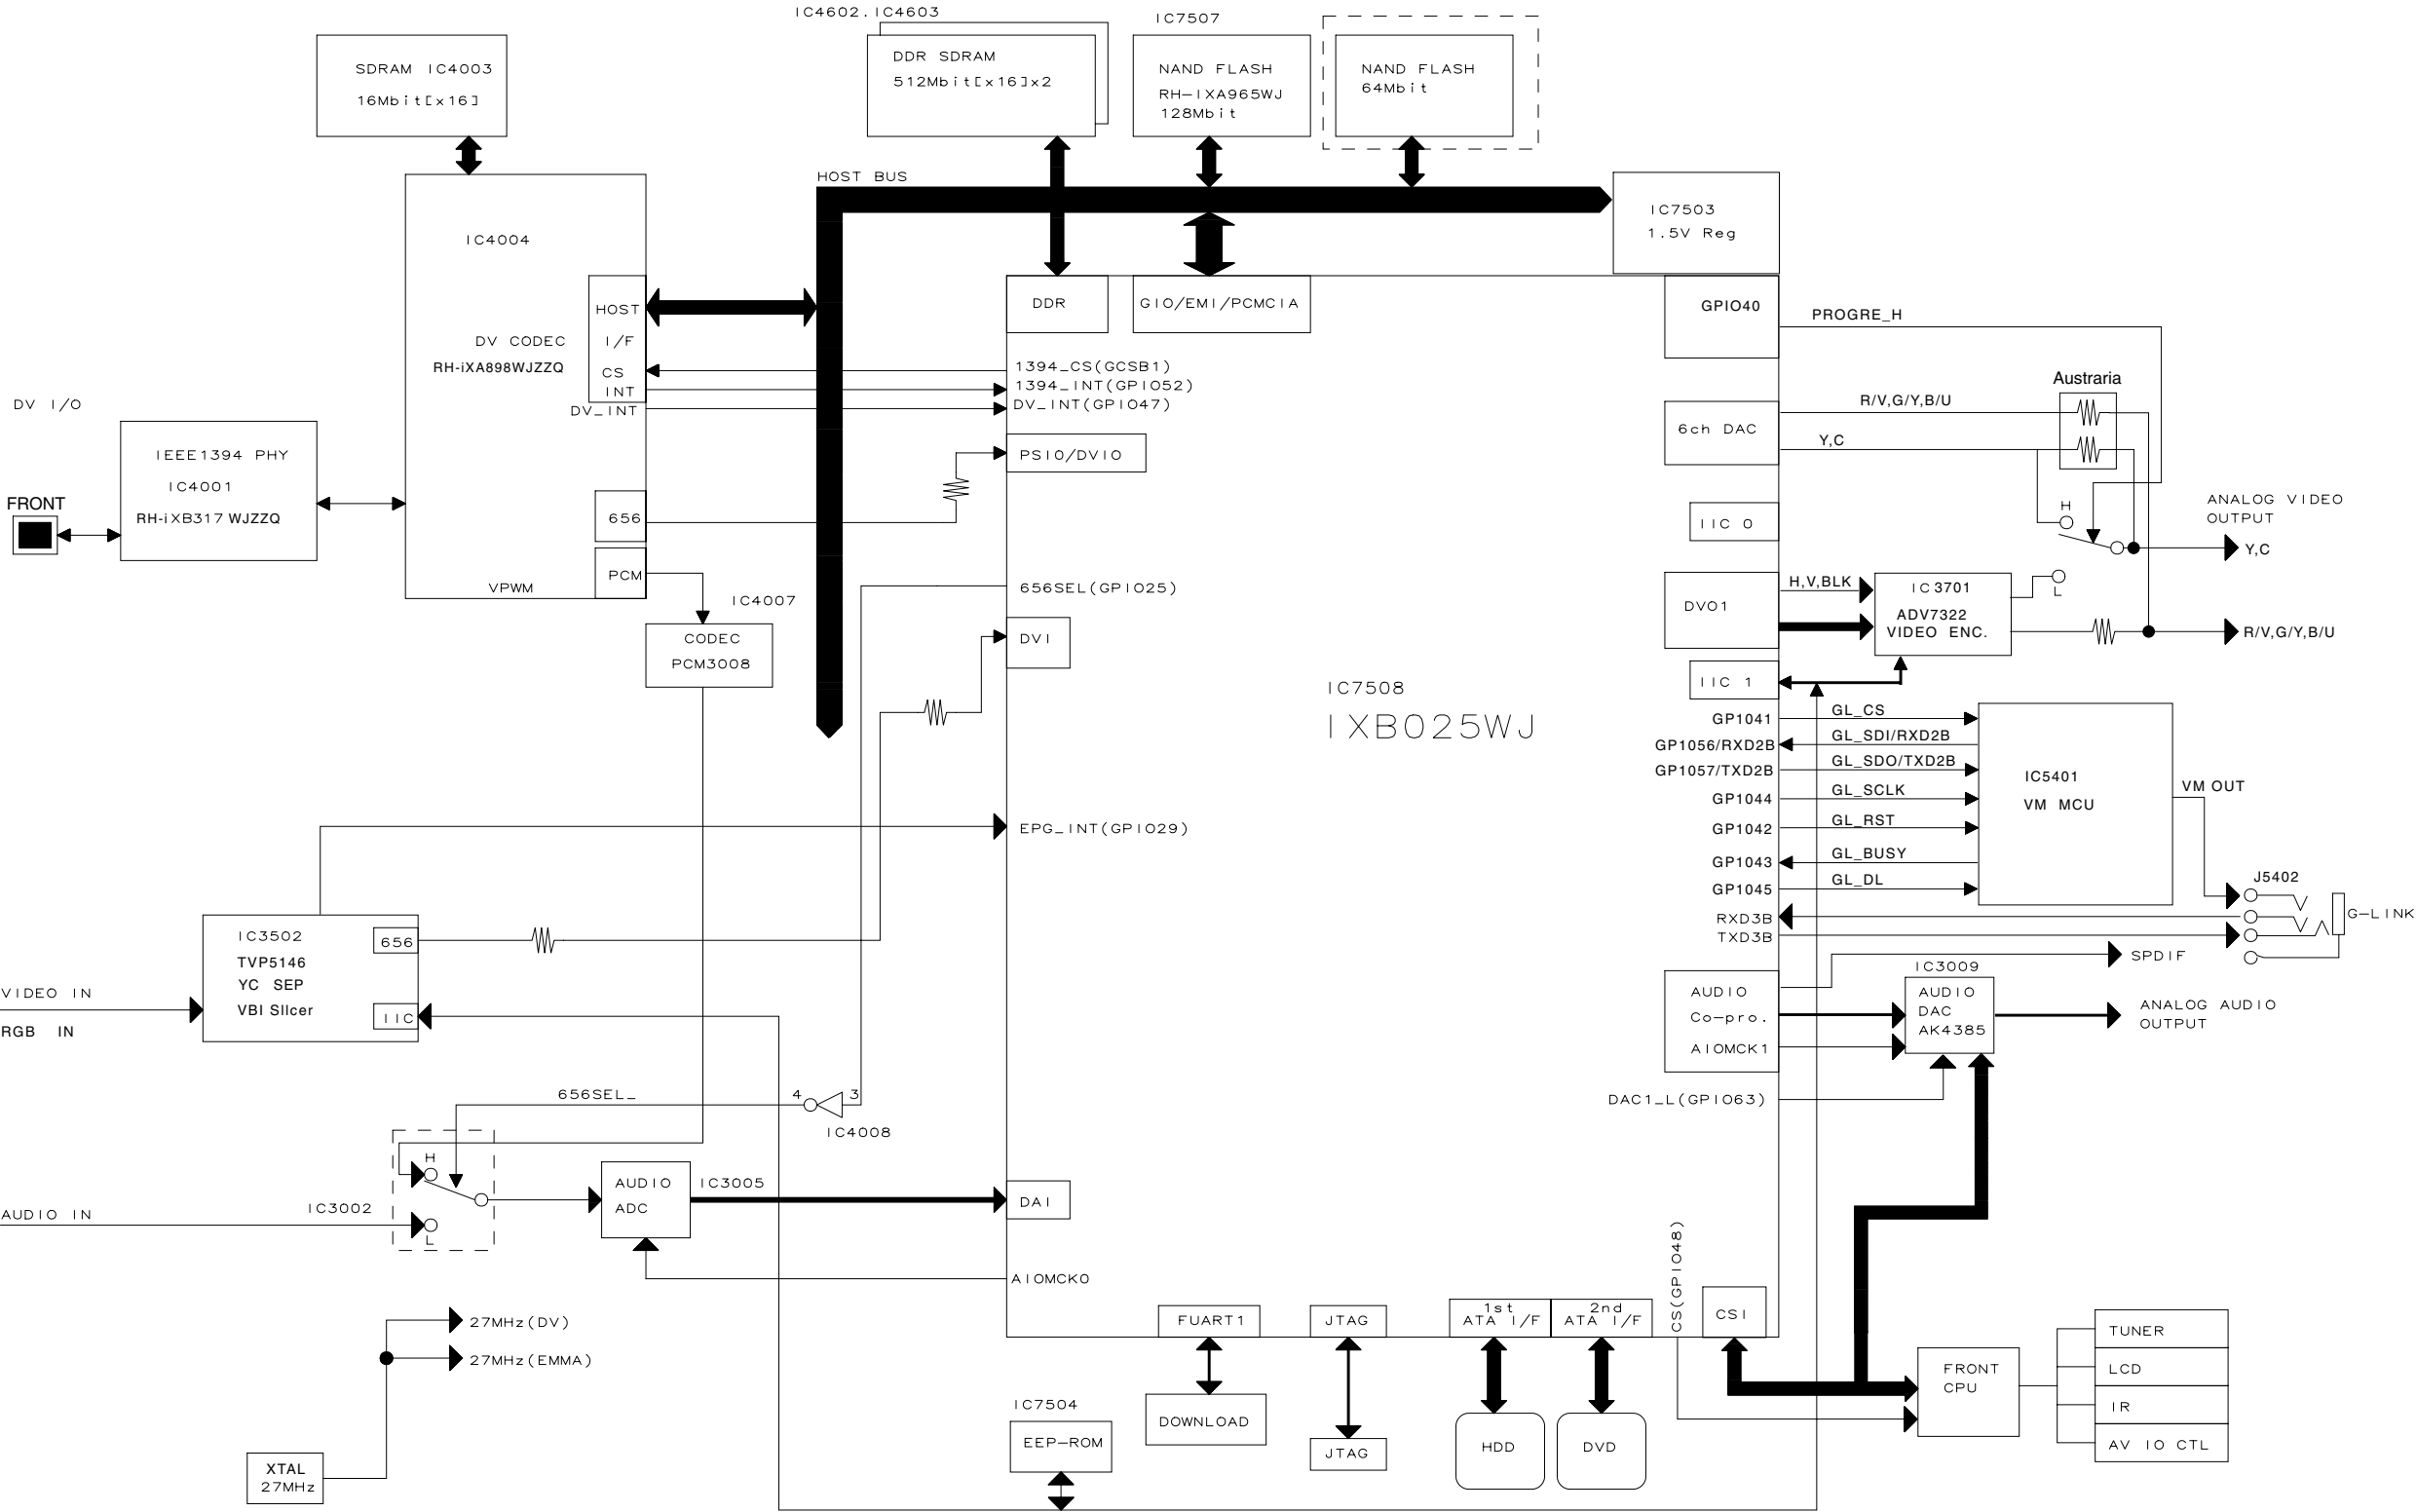 IC4602.IC4603
IC7507
SDRAM IC4003
16Mbit[x16]
DDR SDRAM
512Mbit[x16]x2
NAND FLASH
RH-IXA965WJ
128Mbit
NAND FLASH
64Mbit
HOST BUS
IC7503
1.5V Reg
IC4004
HOST
I/F
CS
INT
DV CODEC
RH-iXA898WJZZQ
DV_INT
656
PCM
VPWM
DDR
GIO/EMI/PCMCIA
GPIO40
PROGRE_H
1394_CS(GCSB1)
1394_INT(GPIO52)
DV_INT(GPIO47)
PSIO/DVIO
DV I/O
IEEE1394 PHY
IC4001
RH-iXB317 WJZZQ
FRONT
6ch DAC
R/V,G/Y,B/U
Y,C
Austraria
H
ANALOG VIDEO
OUTPUT
Y,C
IIC 0
IC4007
CODEC
PCM3008
656SEL(GPIO25)
DVI
DVO1
H,V,BLK
IC 3701
ADV7322
VIDEO ENC.
L
R/V,G/Y,B/U
IIC 1
IC7508
IXB025WJ
GP1041
GL_CS
GP1056/RXD2B
GL_SDI/RXD2B
GP1057/TXD2B
GL_SDO/TXD2B
GP1044
GL_SCLK
GP1042
GL_RST
GP1043
GL_BUSY
GP1045
GL_DL
IC5401
VM MCU
VM OUT
J5402
G-LINK
RXD3B
TXD3B
EPG_INT(GPIO29)
IC3502
TVP5146
YC SEP
VBI SIIcer
656
IIC
VIDEO IN
RGB IN
SPDIF
AUDIO
Co-pro.
AIOMCK1
IC3009
AUDIO
DAC
AK4385
ANALOG AUDIO
OUTPUT
DAC1_L(GPIO63)
656SEL_
4
3
IC4008
H
L
IC3002
AUDIO IN
AUDIO
ADC
IC3005
DAI
AIOMCK0
27MHz(DV)
27MHz(EMMA)
XTAL
27MHz
FUART1
JTAG
1st
ATA I/F
2nd
ATA I/F
CS(GPIO48)
CSI
IC7504
EEP-ROM
DOWNLOAD
JTAG
HDD
DVD
FRONT
CPU
TUNER
LCD
IR
AV IO CTL